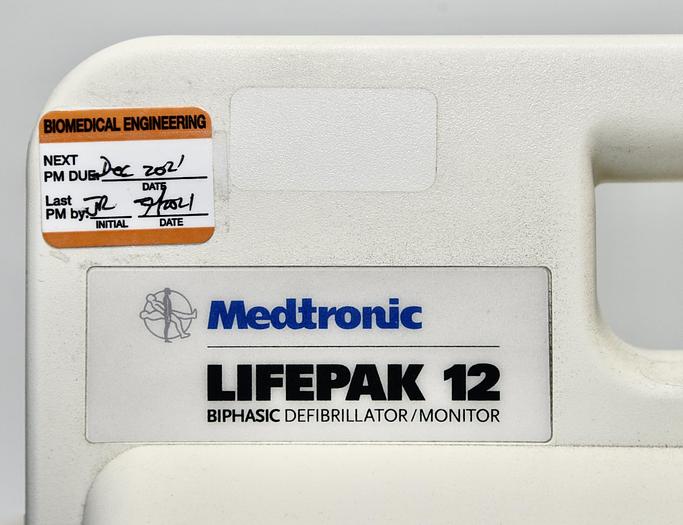 BIOMEDICAL ENGINEERING
NEXT
PM DUE Dec 2021
DATE
Last
PM by: JR 9/2021
INITIAL DATE
Medtronic
LIFEPAK 12
BIPHASIC DEFIBRILLATOR/MONITOR